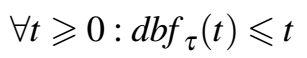 ∀t ⩾ 0 : dbf_τ(t) ⩽ t